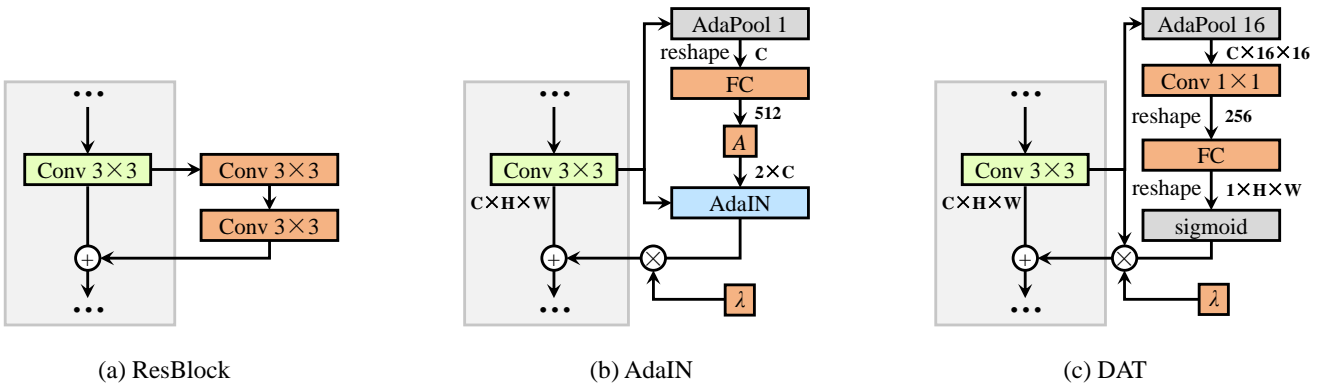 •••
Conv 3×3
Conv 3×3
Conv 3×3
+
•••
(a) ResBlock
AdaPool 1
reshape C
FC
•••
512
A
Conv 3×3
2×C
C×H×W
AdaIN
+
×
•••
λ
(b) AdaIN
AdaPool 16
C×16×16
Conv 1×1
•••
reshape 256
Conv 3×3
FC
reshape 1×H×W
C×H×W
sigmoid
+
×
•••
λ
(c) DAT